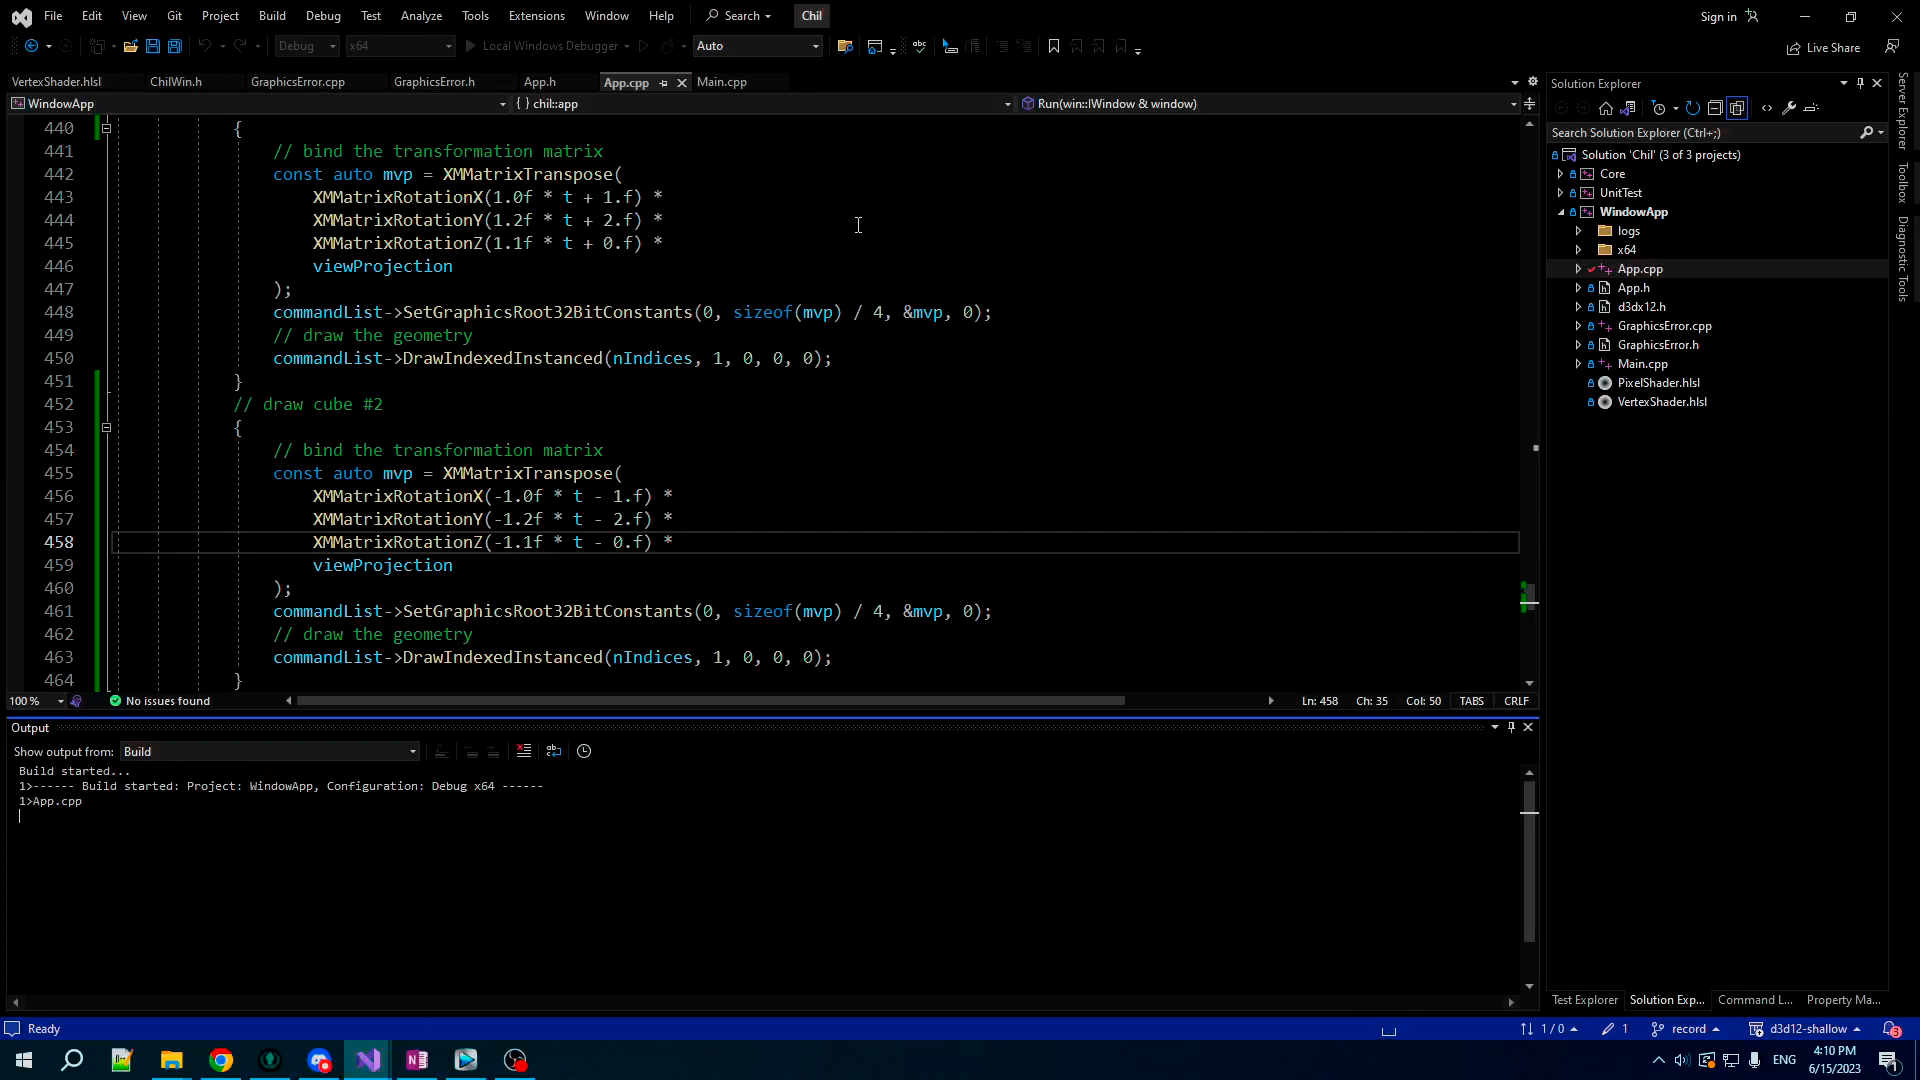 File Edit View Git Project Build Debug Test Analyze Tools Extensions Window Help Search Chil Sign in
Debug x64 Local Windows Debugger Auto Live Share
VertexShader.hlsl ChilWin.h GraphicsError.cpp GraphicsError.h App.h App.cpp Main.cpp
WindowApp { } chil::app Run(win::IWindow & window)
440 {
441 // bind the transformation matrix
442 const auto mvp = XMMatrixTranspose(
443 XMMatrixRotationX(1.0f * t + 1.f) *
444 XMMatrixRotationY(1.2f * t + 2.f) *
445 XMMatrixRotationZ(1.1f * t + 0.f) *
446 viewProjection
447 );
448 commandList->SetGraphicsRoot32BitConstants(0, sizeof(mvp) / 4, &mvp, 0);
449 // draw the geometry
450 commandList->DrawIndexedInstanced(nIndices, 1, 0, 0, 0);
451 }
452 // draw cube #2
453 {
454 // bind the transformation matrix
455 const auto mvp = XMMatrixTranspose(
456 XMMatrixRotationX(-1.0f * t - 1.f) *
457 XMMatrixRotationY(-1.2f * t - 2.f) *
458 XMMatrixRotationZ(-1.1f * t - 0.f) *
459 viewProjection
460 );
461 commandList->SetGraphicsRoot32BitConstants(0, sizeof(mvp) / 4, &mvp, 0);
462 // draw the geometry
463 commandList->DrawIndexedInstanced(nIndices, 1, 0, 0, 0);
464 }
100 % No issues found Ln: 458 Ch: 35 Col: 50 TABS CRLF
Output
Show output from: Build
Build started...
1>------ Build started: Project: WindowApp, Configuration: Debug x64 ------
1>App.cpp
Solution Explorer
Search Solution Explorer (Ctrl+;)
Solution 'Chil' (3 of 3 projects)
Core
UnitTest
WindowApp
logs
x64
App.cpp
App.h
d3dx12.h
GraphicsError.cpp
GraphicsError.h
Main.cpp
PixelShader.hlsl
VertexShader.hlsl
Test Explorer Solution Exp... Command L... Property Ma...
Server Explorer
Toolbox
Diagnostic Tools
Ready 1 / 0 1 record d3d12-shallow 3
ENG 4:10 PM
6/15/2023 1